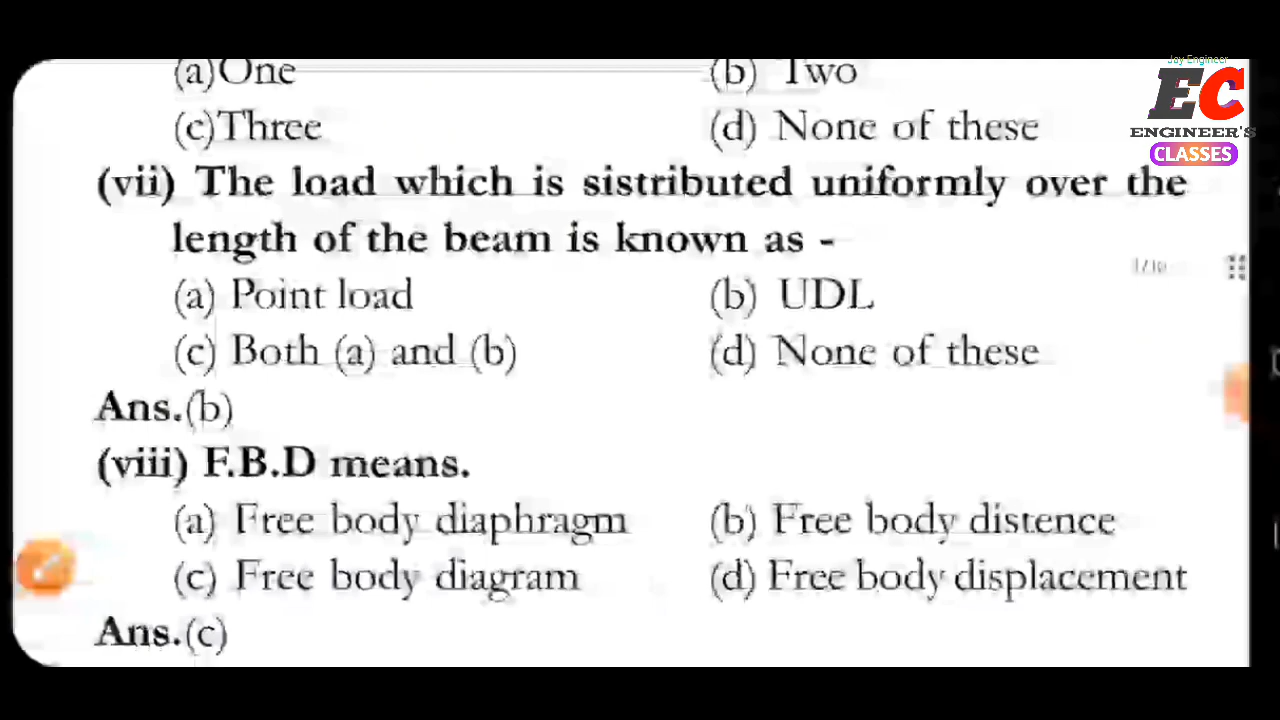 Joy Engineer
EC
ENGINEER'S
CLASSES
(a)One (b) Two
(c)Three (d) None of these
(vii) The load which is sistributed uniformly over the
length of the beam is known as -
(a) Point load (b) UDL
(c) Both (a) and (b) (d) None of these
Ans.(b)
(viii) F.B.D means.
(a) Free body diaphragm (b) Free body distence
(c) Free body diagram (d) Free body displacement
Ans.(c)